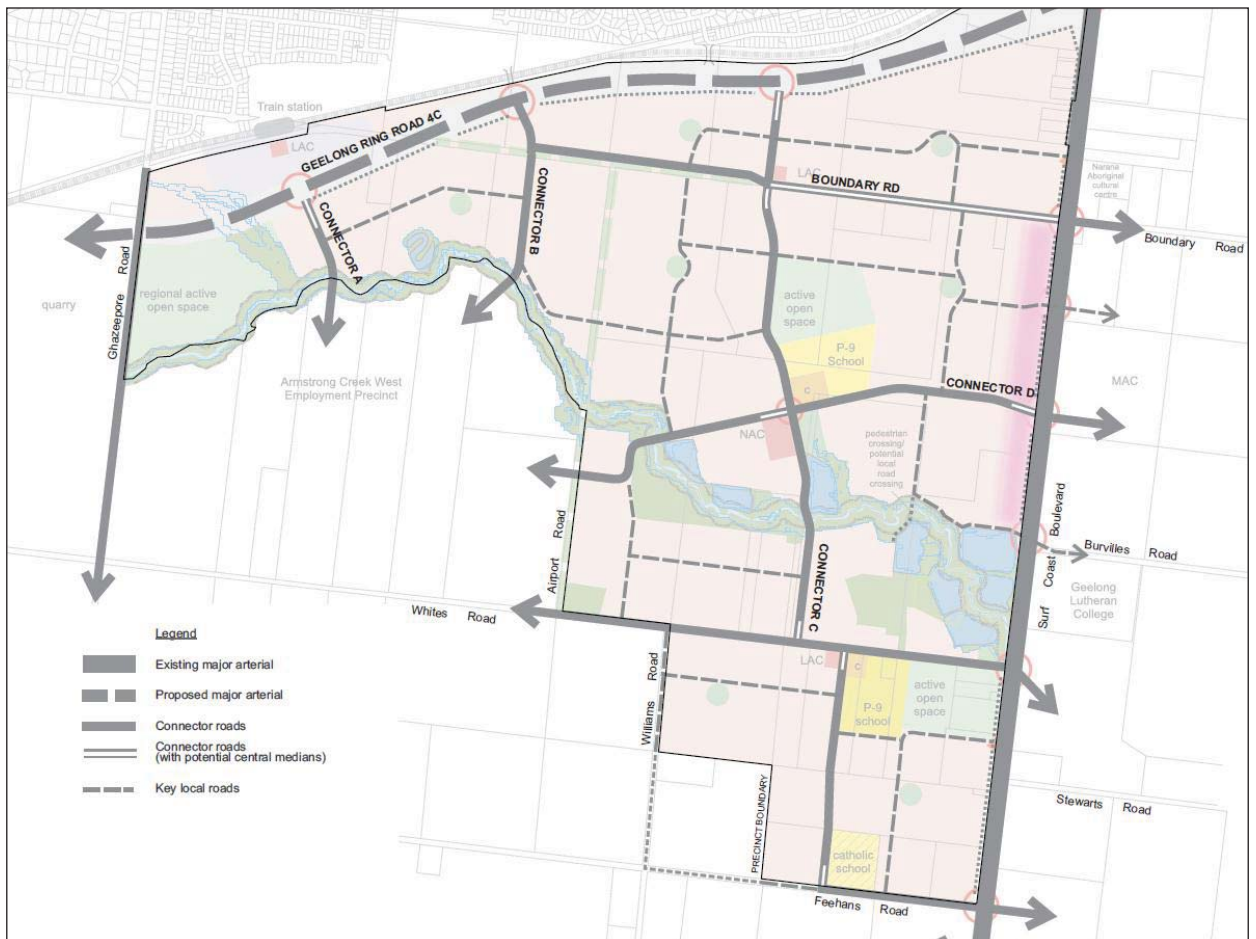 Train station
LAC
GEELONG RING ROAD 4C
CONNECTOR A
CONNECTOR B
LAC
BOUNDARY RD
Narana
Aboriginal
cultural
centre
Boundary Road
Ghazeepore Road
quarry
regional active
open space
active
open
space
P-9
School
c
CONNECTOR D
MAC
Armstrong Creek West
Employment Precinct
NAC
pedestrian
crossing/
potential
local
road
crossing
Airport Road
Surf Coast Boulevard
Burvilles Road
Geelong
Lutheran
College
CONNECTOR C
Whites Road
Legend
Existing major arterial
Proposed major arterial
Connector roads
Connector roads
(with potential central medians)
Key local roads
Williams Road
LAC
c
P-9
school
active
open
space
PRECINCT BOUNDARY
Stewarts Road
catholic
school
Feehans Road